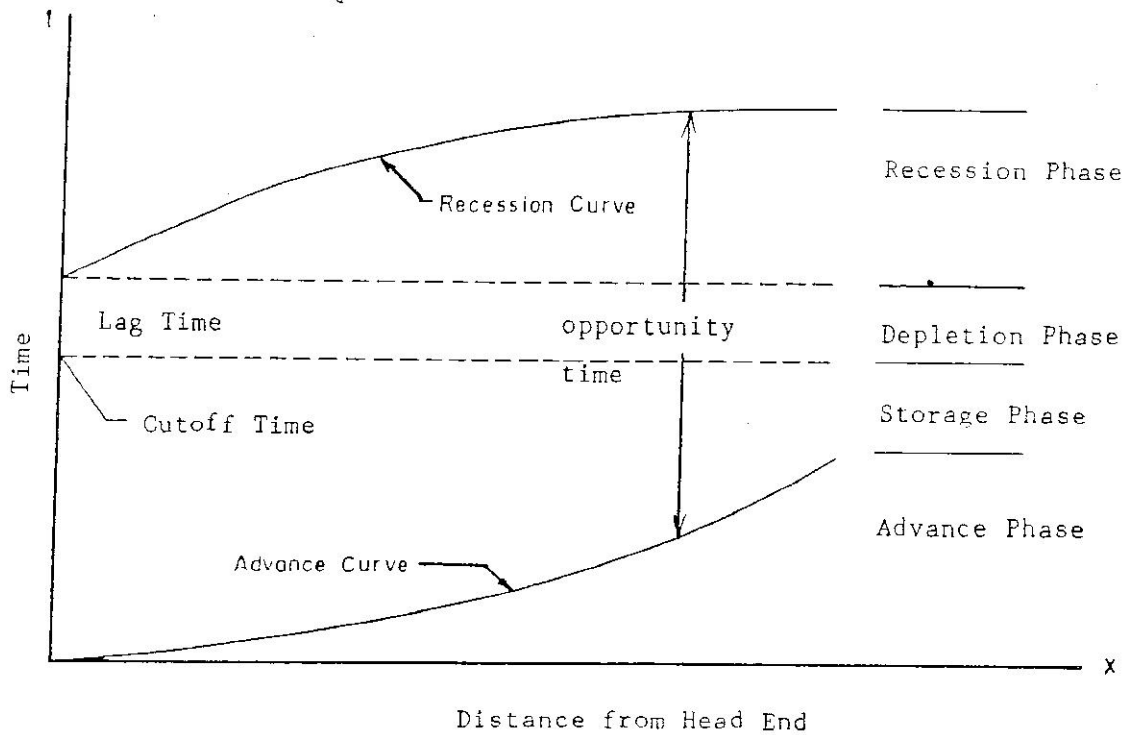 t
Recession Phase
Recession Curve
Lag Time
opportunity
time
Depletion Phase
Time
Cutoff Time
Storage Phase
Advance Phase
Advance Curve
X
Distance from Head End